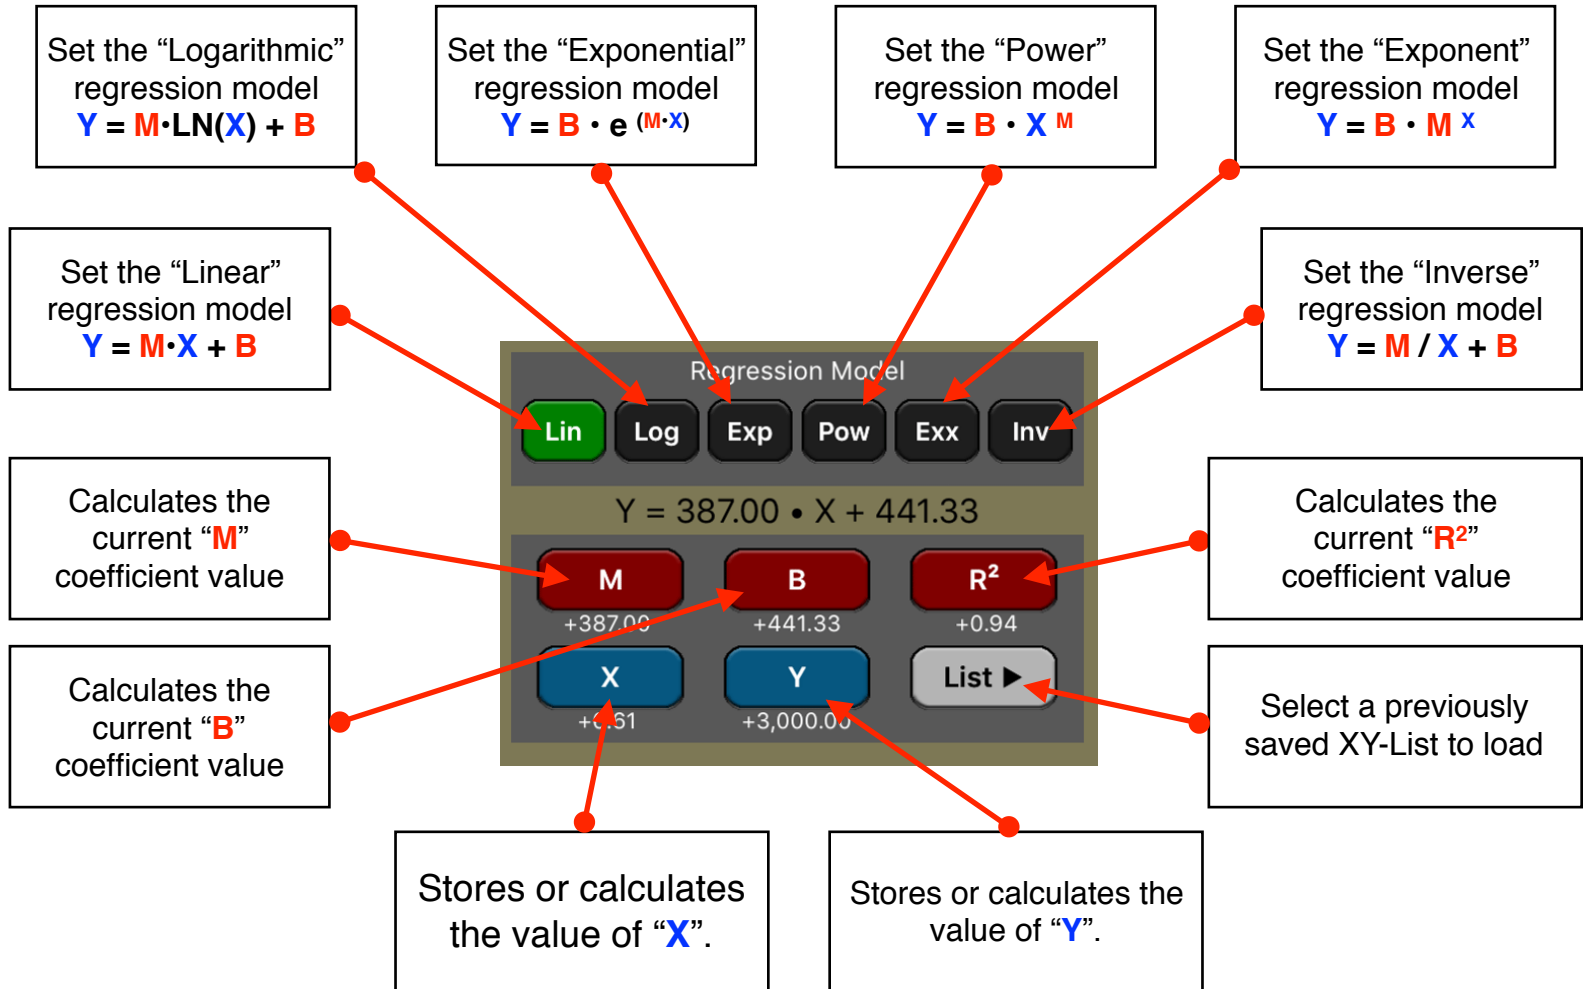 Set the “Logarithmic”
regression model
Y = M·LN(X) + B
Set the “Exponential”
regression model
Y = B · e (M·X)
Set the “Power”
regression model
Y = B · X M
Set the “Exponent”
regression model
Y = B · M X
Set the “Linear”
regression model
Y = M·X + B
Set the “Inverse”
regression model
Y = M / X + B
Regression Model
Lin Log Exp Pow Exx Inv
Y = 387.00 • X + 441.33
Calculates the
current “M”
coefficient value
Calculates the
current “R²”
coefficient value
M B R²
+387.00 +441.33 +0.94
X Y List ▶
+6.61 +3,000.00
Calculates the
current “B”
coefficient value
Select a previously
saved XY-List to load
Stores or calculates
the value of “X”.
Stores or calculates the
value of “Y”.